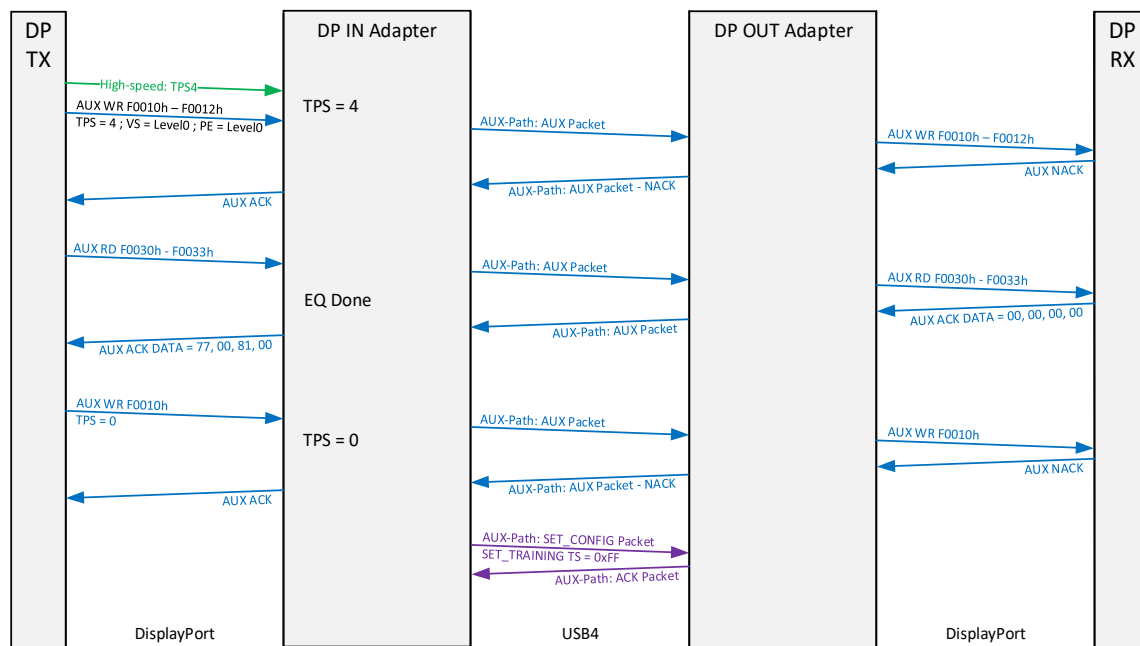 DP
TX
DP IN Adapter
DP OUT Adapter
DP
RX
High-speed: TPS4
AUX WR F0010h – F0012h
TPS = 4 ; VS = Level0 ; PE = Level0
TPS = 4
AUX-Path: AUX Packet
AUX WR F0010h – F0012h
AUX NACK
AUX-Path: AUX Packet - NACK
AUX ACK
AUX RD F0030h - F0033h
AUX-Path: AUX Packet
AUX RD F0030h - F0033h
EQ Done
AUX ACK DATA = 00, 00, 00, 00
AUX-Path: AUX Packet
AUX ACK DATA = 77, 00, 81, 00
AUX WR F0010h
TPS = 0
AUX-Path: AUX Packet
TPS = 0
AUX WR F0010h
AUX NACK
AUX-Path: AUX Packet - NACK
AUX ACK
AUX-Path: SET_CONFIG Packet
SET_TRAINING TS = 0xFF
AUX-Path: ACK Packet
DisplayPort
USB4
DisplayPort